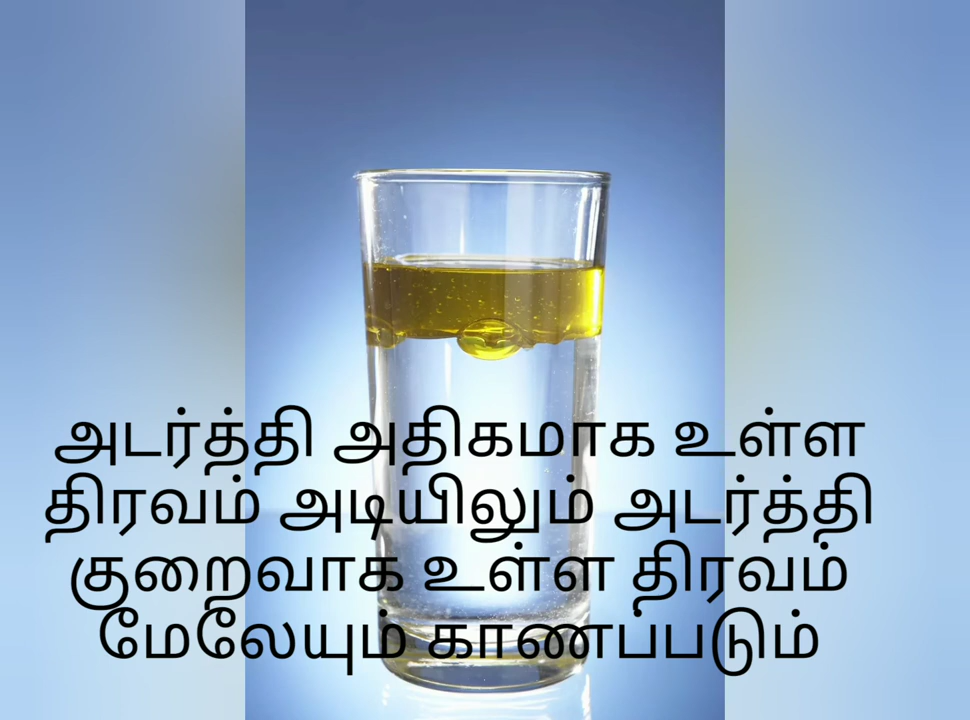 அடர்த்தி அதிகமாக உள்ள
திரவம் அடியிலும் அடர்த்தி
குறைவாக உள்ள திரவம்
மேலேயும் காணப்படும்